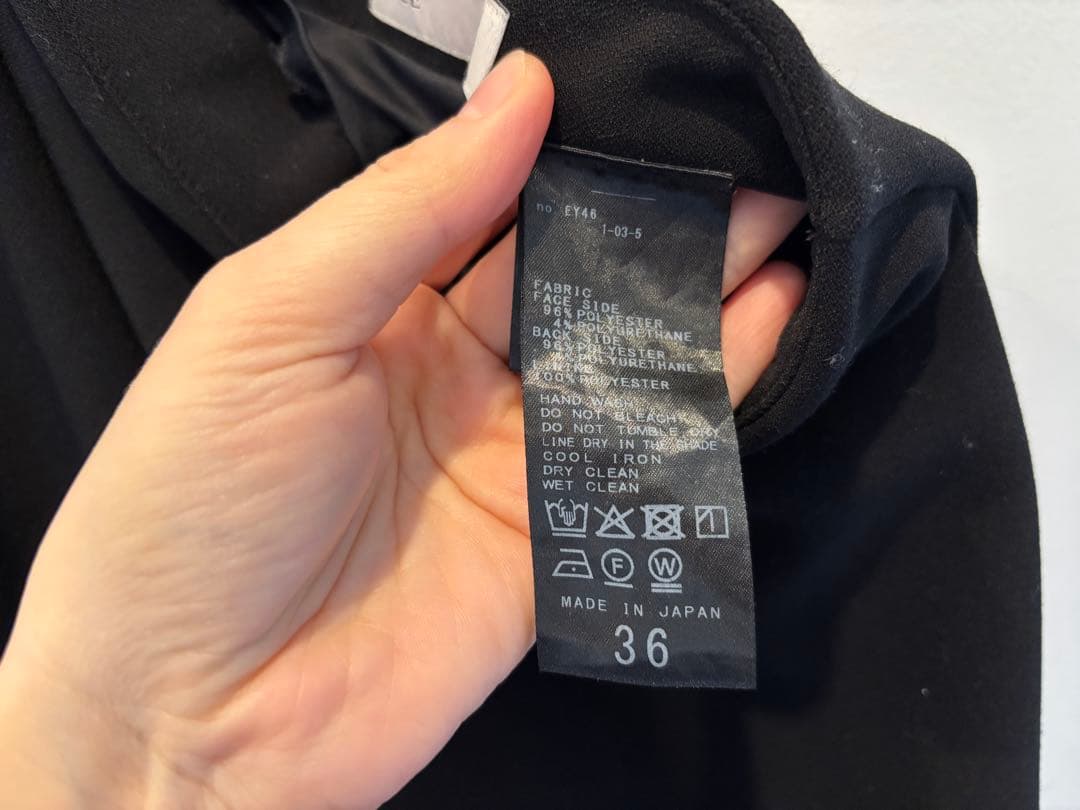 no EY46
1-03-5
FABRIC
FACE SIDE
96%POLYESTER
4%POLYURETHANE
BACK SIDE
96%POLYESTER
4%POLYURETHANE
100%POLYESTER
HAND WASH
DO NOT BLEACH
DO NOT TUMBLE DRY
LINE DRY IN THE SHADE
COOL IRON
DRY CLEAN
WET CLEAN
F W
MADE IN JAPAN
36